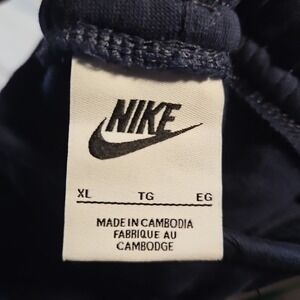 NIKE
XL TG EG
MADE IN CAMBODIA
FABRIQUE AU
CAMBODGE